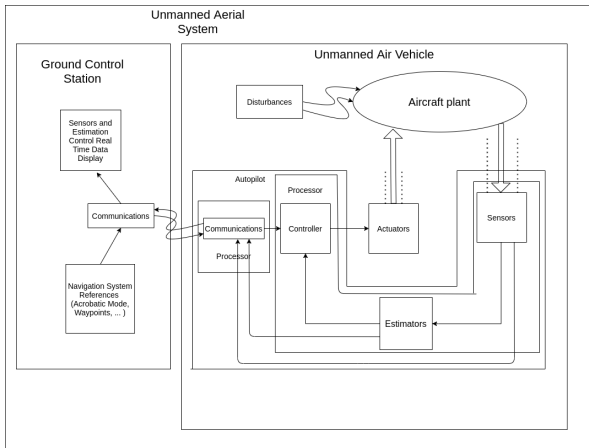 Unmanned Aerial
System
Ground Control
Station
Sensors and
Estimation
Control Real
Time Data
Display
Communications
Navigation System
References
(Acrobatic Mode,
Waypoints, ... )
Unmanned Air Vehicle
Disturbances
Aircraft plant
Autopilot
Processor
Communications
Processor
Controller
Actuators
Sensors
Estimators